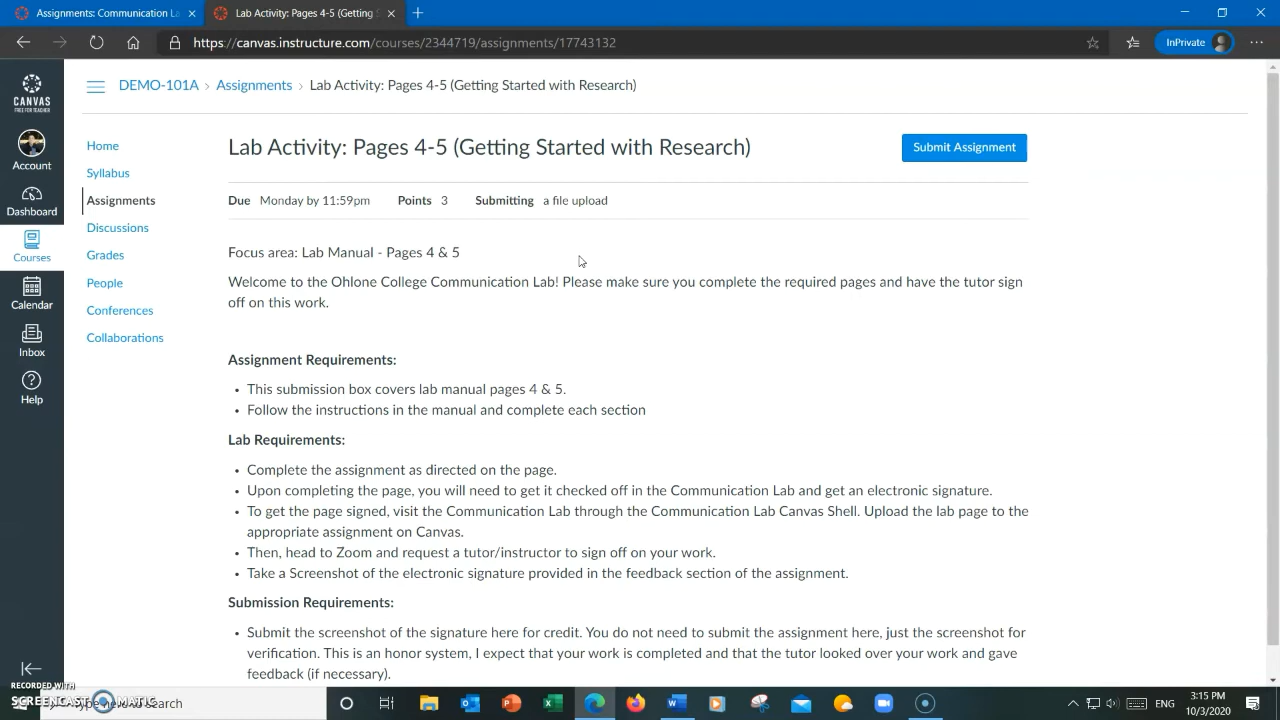 Assignments: Communication La
Lab Activity: Pages 4-5 (Getting S
https://canvas.instructure.com/courses/2344719/assignments/17743132
InPrivate
CANVAS
FREE FOR TEACHER
Account
Dashboard
Courses
Calendar
Inbox
Help
DEMO-101A › Assignments › Lab Activity: Pages 4-5 (Getting Started with Research)
Home
Syllabus
Assignments
Discussions
Grades
People
Conferences
Collaborations
Lab Activity: Pages 4-5 (Getting Started with Research)
Submit Assignment
Due Monday by 11:59pm Points 3 Submitting a file upload
Focus area: Lab Manual - Pages 4 & 5
Welcome to the Ohlone College Communication Lab! Please make sure you complete the required pages and have the tutor sign
off on this work.
Assignment Requirements:
• This submission box covers lab manual pages 4 & 5.
• Follow the instructions in the manual and complete each section
Lab Requirements:
• Complete the assignment as directed on the page.
• Upon completing the page, you will need to get it checked off in the Communication Lab and get an electronic signature.
• To get the page signed, visit the Communication Lab through the Communication Lab Canvas Shell. Upload the lab page to the
appropriate assignment on Canvas.
• Then, head to Zoom and request a tutor/instructor to sign off on your work.
• Take a Screenshot of the electronic signature provided in the feedback section of the assignment.
Submission Requirements:
• Submit the screenshot of the signature here for credit. You do not need to submit the assignment here, just the screenshot for
verification. This is an honor system, I expect that your work is completed and that the tutor looked over your work and gave
feedback (if necessary).
RECORDED WITH
SCREENCAST MATIC
Type here to search
ENG
3:15 PM
10/3/2020